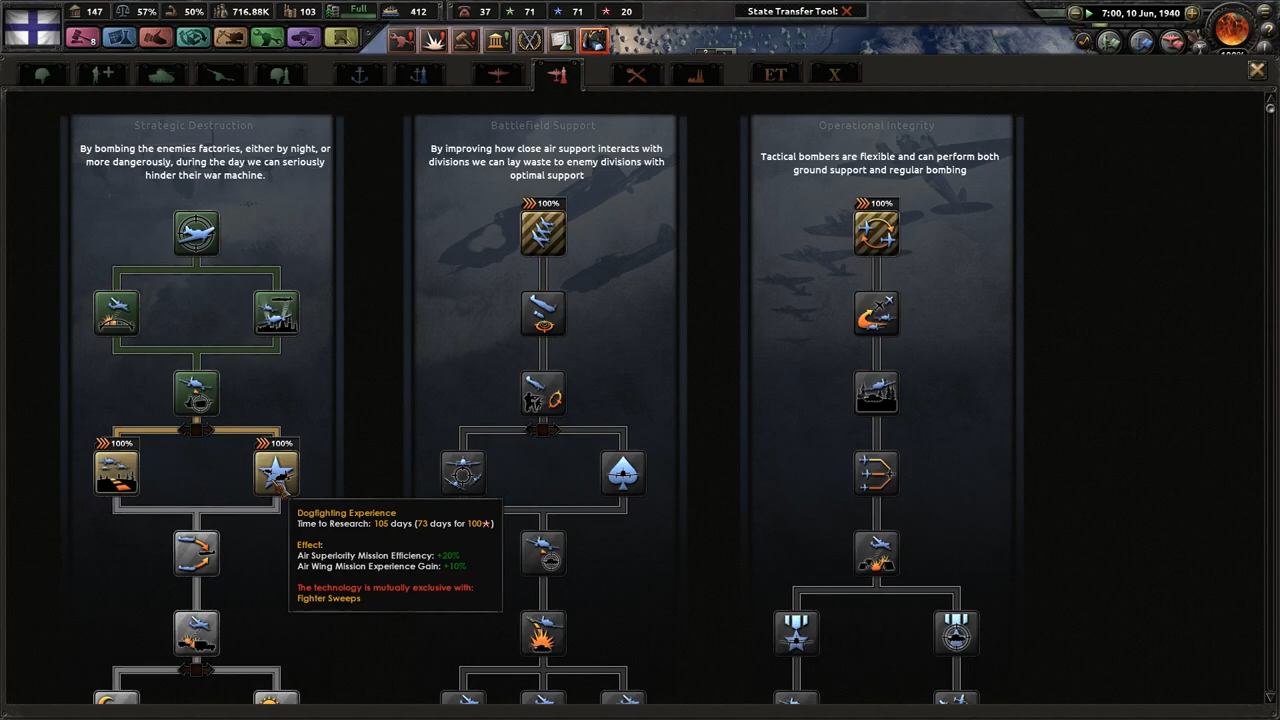 147 57% 50% 716.88K 103 Full 412 37 71 71 20 State Transfer Tool: 7:00, 10 Jun, 1940
8 100%
ET X
Strategic Destruction
By bombing the enemies factories, either by night, or
more dangerously, during the day we can seriously
hinder their war machine.
Battlefield Support
By improving how close air support interacts with
divisions we can lay waste to enemy divisions with
optimal support
Operational Integrity
Tactical bombers are flexible and can perform both
ground support and regular bombing
100% 100%
100% 100%
Dogfighting Experience
Time to Research: 105 days (73 days for 100)
Effect:
Air Superiority Mission Efficiency: +20%
Air Wing Mission Experience Gain: +10%
The technology is mutually exclusive with:
Fighter Sweeps